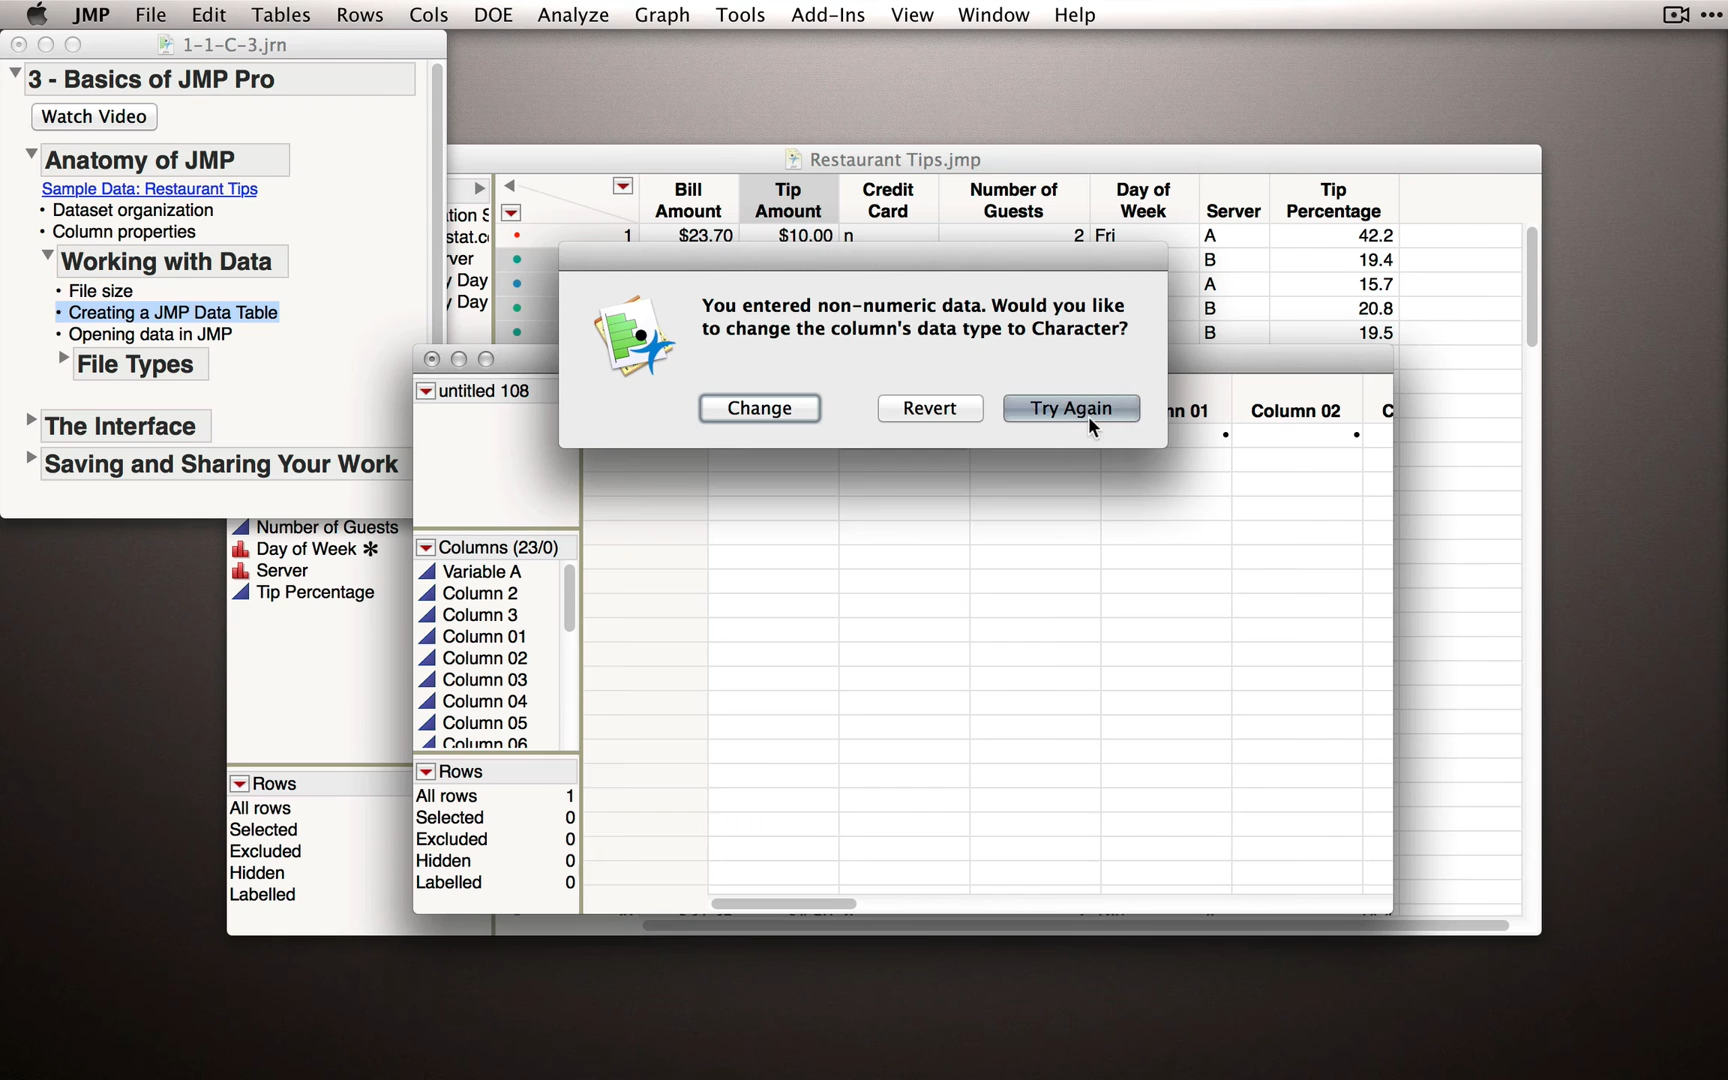 JMP File Edit Tables Rows Cols DOE Analyze Graph Tools Add-Ins View Window Help
1-1-C-3.jrn
3 - Basics of JMP Pro
Watch Video
Anatomy of JMP
Sample Data: Restaurant Tips
• Dataset organization
• Column properties
Working with Data
• File size
• Creating a JMP Data Table
• Opening data in JMP
File Types
The Interface
Saving and Sharing Your Work
Restaurant Tips.jmp
Bill Amount Tip Amount Credit Card Number of Guests Day of Week Server Tip Percentage
1 $23.70 $10.00 n 2 Fri A 42.2
B 19.4
A 15.7
B 20.8
B 19.5
Number of Guests
Day of Week ✻
Server
Tip Percentage
Rows
All rows
Selected
Excluded
Hidden
Labelled
You entered non-numeric data. Would you like
to change the column's data type to Character?
Change Revert Try Again
untitled 108
n 01 Column 02 C
Columns (23/0)
Variable A
Column 2
Column 3
Column 01
Column 02
Column 03
Column 04
Column 05
Column 06
Rows
All rows 1
Selected 0
Excluded 0
Hidden 0
Labelled 0